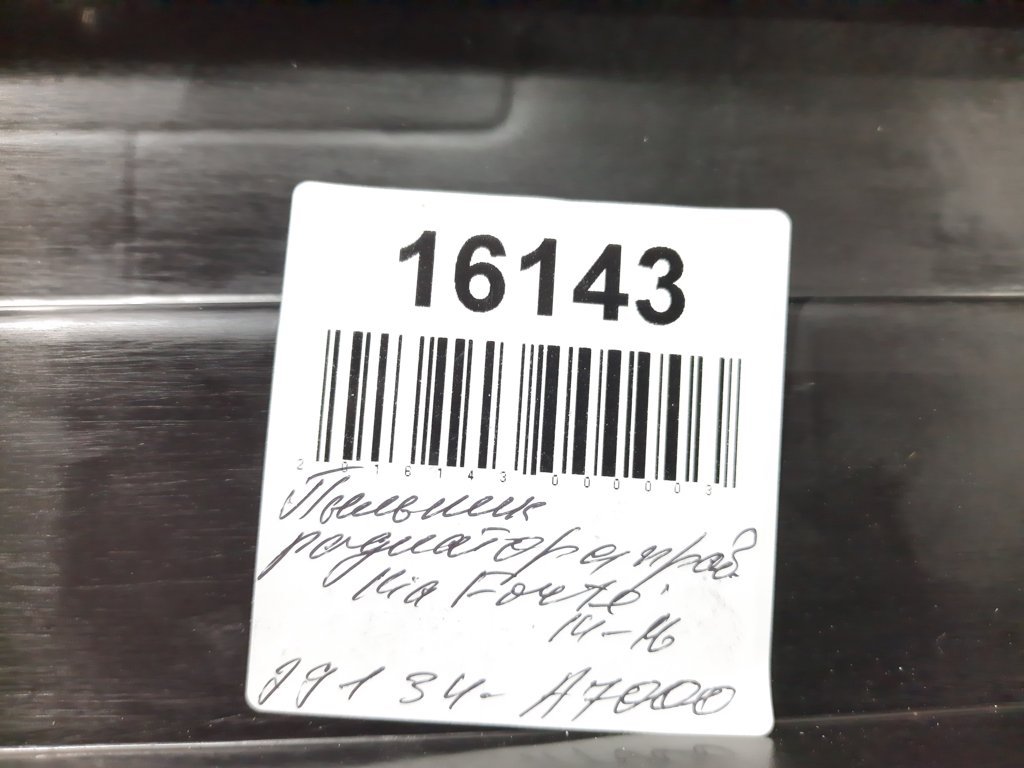 16143
2016143000003
Пыльник
радиатора прав
Kia Forte
14-16
29134-A7000